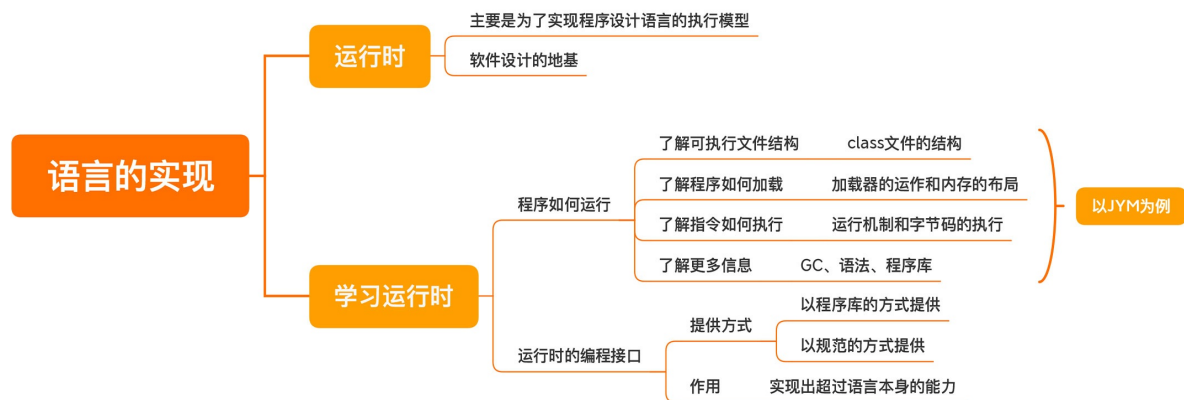 语言的实现
运行时
主要是为了实现程序设计语言的执行模型
软件设计的地基
学习运行时
程序如何运行
了解可执行文件结构 class文件的结构
了解程序如何加载 加载器的运作和内存的布局
了解指令如何执行 运行机制和字节码的执行
了解更多信息 GC、语法、程序库
以JYM为例
运行时的编程接口
提供方式
以程序库的方式提供
以规范的方式提供
作用 实现出超过语言本身的能力